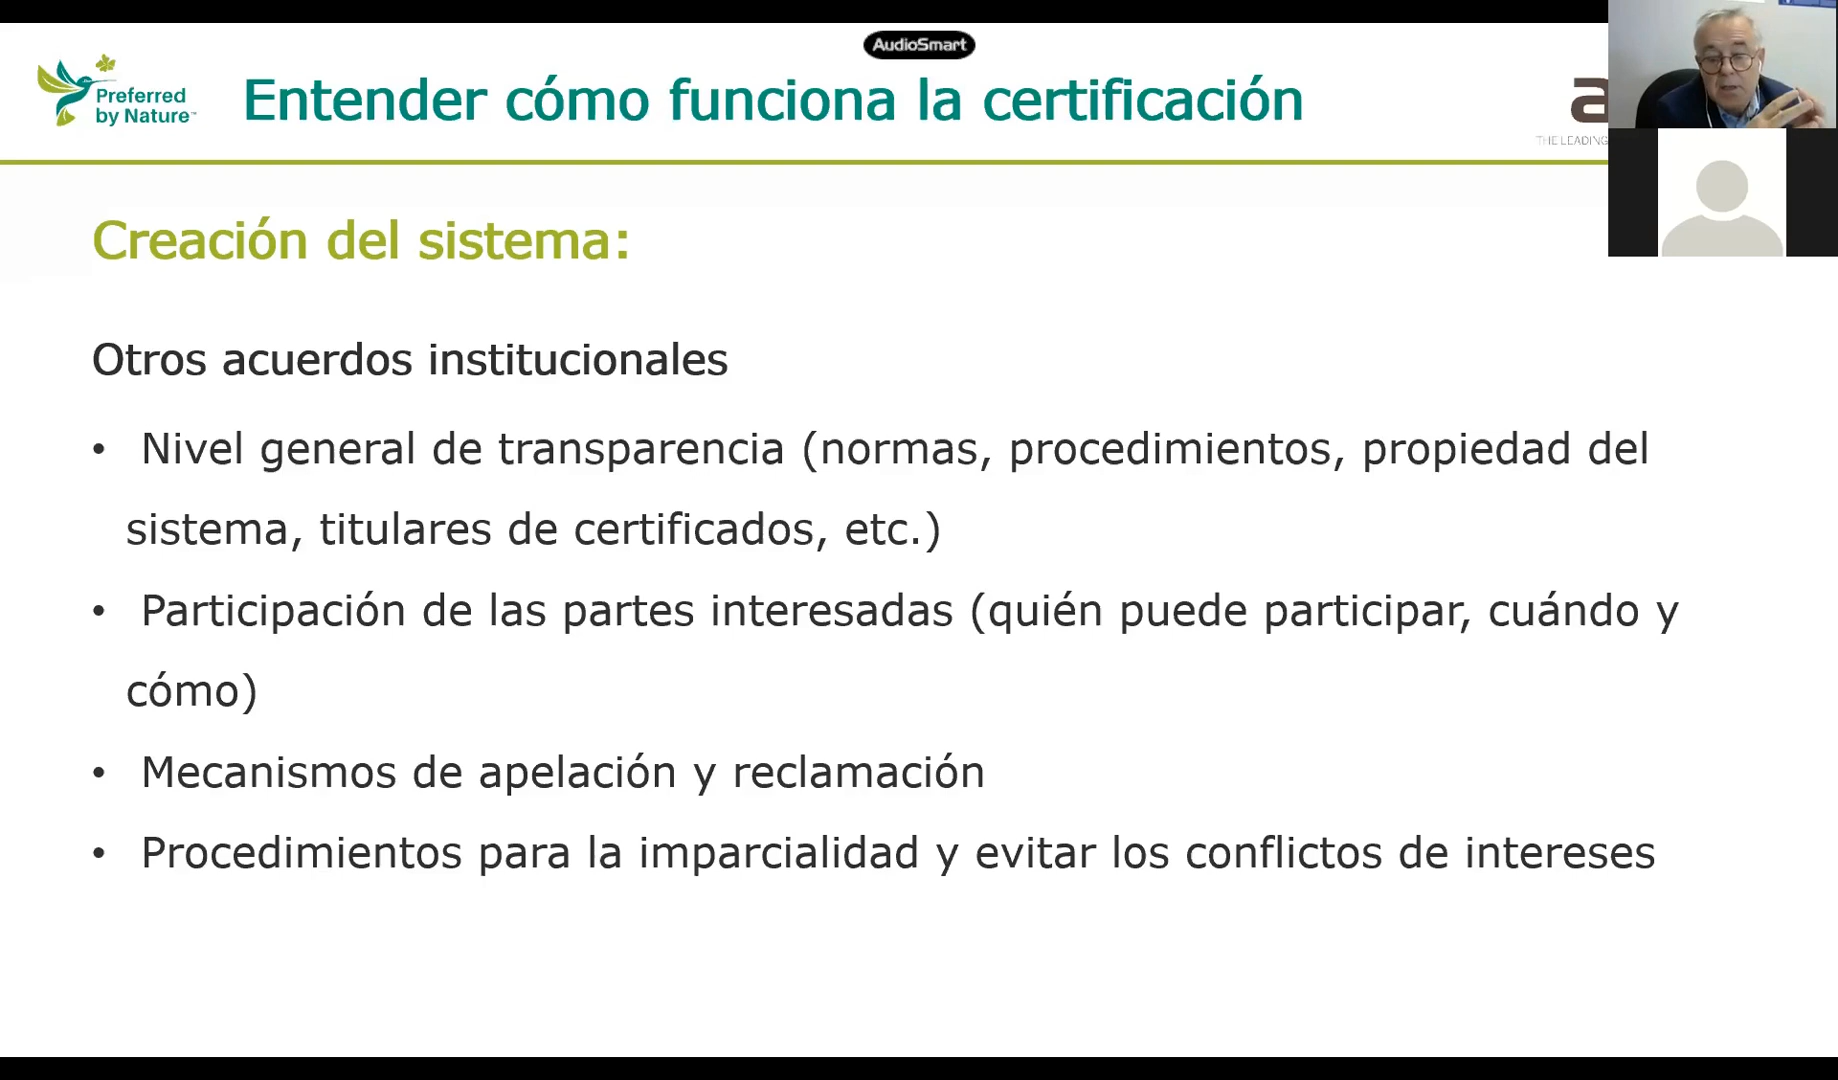 AudioSmart
Preferred
by Nature™
Entender cómo funciona la certificación
THE LEADING
Creación del sistema:
Otros acuerdos institucionales
• Nivel general de transparencia (normas, procedimientos, propiedad del
sistema, titulares de certificados, etc.)
• Participación de las partes interesadas (quién puede participar, cuándo y
cómo)
• Mecanismos de apelación y reclamación
• Procedimientos para la imparcialidad y evitar los conflictos de intereses